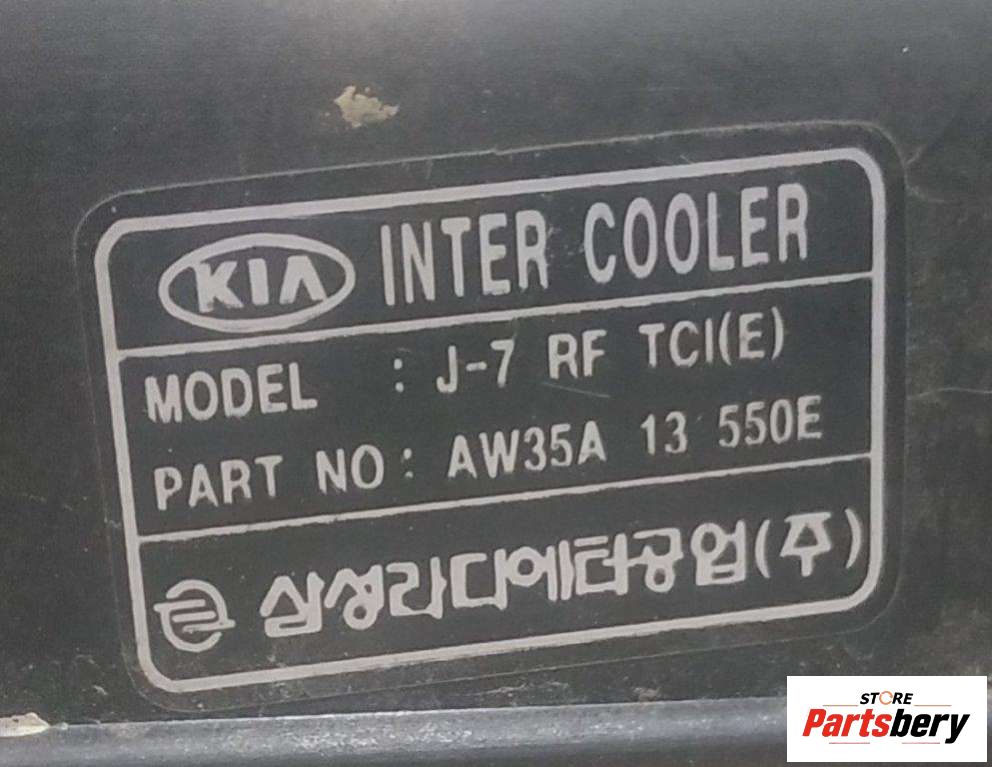 KIA INTER COOLER
MODEL : J-7 RF TCI(E)
PART NO : AW35A 13 550E
삼성라디에타공업(주)
STORE
Partsbery